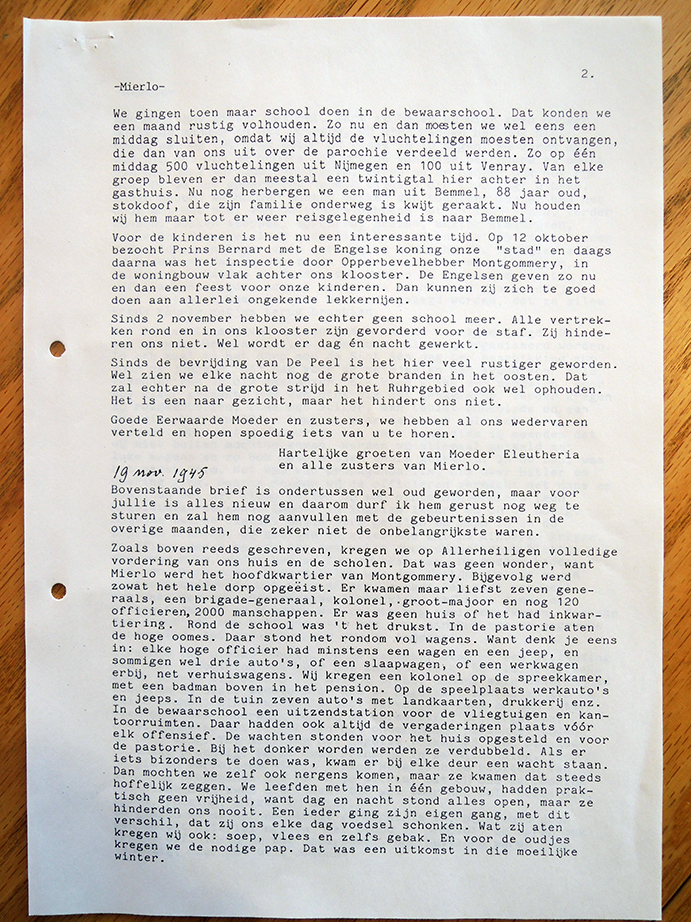 2.
-Mierlo-
We gingen toen maar school doen in de bewaarschool. Dat konden we
een maand rustig volhouden. Zo nu en dan moesten we wel eens een
middag sluiten, omdat wij altijd de vluchtelingen moesten ontvangen,
die dan van ons uit over de parochie verdeeld werden. Zo op één
middag 500 vluchtelingen uit Nijmegen en 100 uit Venray. Van elke
groep bleven er dan meestal een twintigtal hier achter in het
gasthuis. Nu nog herbergen we een man uit Bemmel, 88 jaar oud,
stokdoof, die zijn familie onderweg is kwijt geraakt. Nu houden
wij hem maar tot er weer reisgelegenheid is naar Bemmel.
Voor de kinderen is het nu een interessante tijd. Op 12 oktober
bezocht Prins Bernard met de Engelse koning onze "stad" en daags
daarna was het inspectie door Opperbevelhebber Montgommery, in
de woningbouw vlak achter ons klooster. De Engelsen geven zo nu
en dan een feest voor onze kinderen. Dan kunnen zij zich te goed
doen aan allerlei ongekende lekkernijen.
Sinds 2 november hebben we echter geen school meer. Alle vertrek-
ken rond en in ons klooster zijn gevorderd voor de staf. Zij hinde-
ren ons niet. Wel wordt er dag én nacht gewerkt.
Sinds de bevrijding van De Peel is het hier veel rustiger geworden.
Wel zien we elke nacht nog de grote branden in het oosten. Dat
zal echter na de grote strijd in het Ruhrgebied ook wel ophouden.
Het is een naar gezicht, maar het hindert ons niet.
Goede Eerwaarde Moeder en zusters, we hebben al ons wedervaren
verteld en hopen spoedig iets van u te horen.
Hartelijke groeten van Moeder Eleutheria
en alle zusters van Mierlo.
19 nov. 1945
Bovenstaande brief is ondertussen wel oud geworden, maar voor
jullie is alles nieuw en daarom durf ik hem gerust nog weg te
sturen en zal hem nog aanvullen met de gebeurtenissen in de
overige maanden, die zeker niet de onbelangrijkste waren.
Zoals boven reeds geschreven, kregen we op Allerheiligen volledige
vordering van ons huis en de scholen. Dat was geen wonder, want
Mierlo werd het hoofdkwartier van Montgommery. Bijgevolg werd
zowat het hele dorp opgeëist. Er kwamen maar liefst zeven gene-
raals, een brigade-generaal, kolonel, groot-majoor en nog 120
officieren, 2000 manschappen. Er was geen huis of het had inkwar-
tiering. Rond de school was 't het drukst. In de pastorie aten
de hoge oomes. Daar stond het rondom vol wagens. Want denk je eens
in: elke hoge officier had minstens een wagen en een jeep, en
sommigen wel drie auto's, of een slaapwagen, of een werkwagen
erbij, net verhuiswagens. Wij kregen een kolonel op de spreekkamer,
met een badman boven in het pension. Op de speelplaats werkauto's
en jeeps. In de tuin zeven auto's met landkaarten, drukkerij enz.
In de bewaarschool een uitzendstation voor de vliegtuigen en kan-
toorruimten. Daar hadden ook altijd de vergaderingen plaats vóór
elk offensief. De wachten stonden voor het huis opgesteld en voor
de pastorie. Bij het donker worden werden ze verdubbeld. Als er
iets bizonders te doen was, kwam er bij elke deur een wacht staan.
Dan mochten we zelf ook nergens komen, maar ze kwamen dat steeds
hoffelijk zeggen. We leefden met hen in één gebouw, hadden prak-
tisch geen vrijheid, want dag en nacht stond alles open, maar ze
hinderden ons nooit. Een ieder ging zijn eigen gang, met dit
verschil, dat zij ons elke dag voedsel schonken. Wat zij aten
kregen wij ook: soep, vlees en zelfs gebak. En voor de oudjes
kregen we de nodige pap. Dat was een uitkomst in die moeilijke
winter.